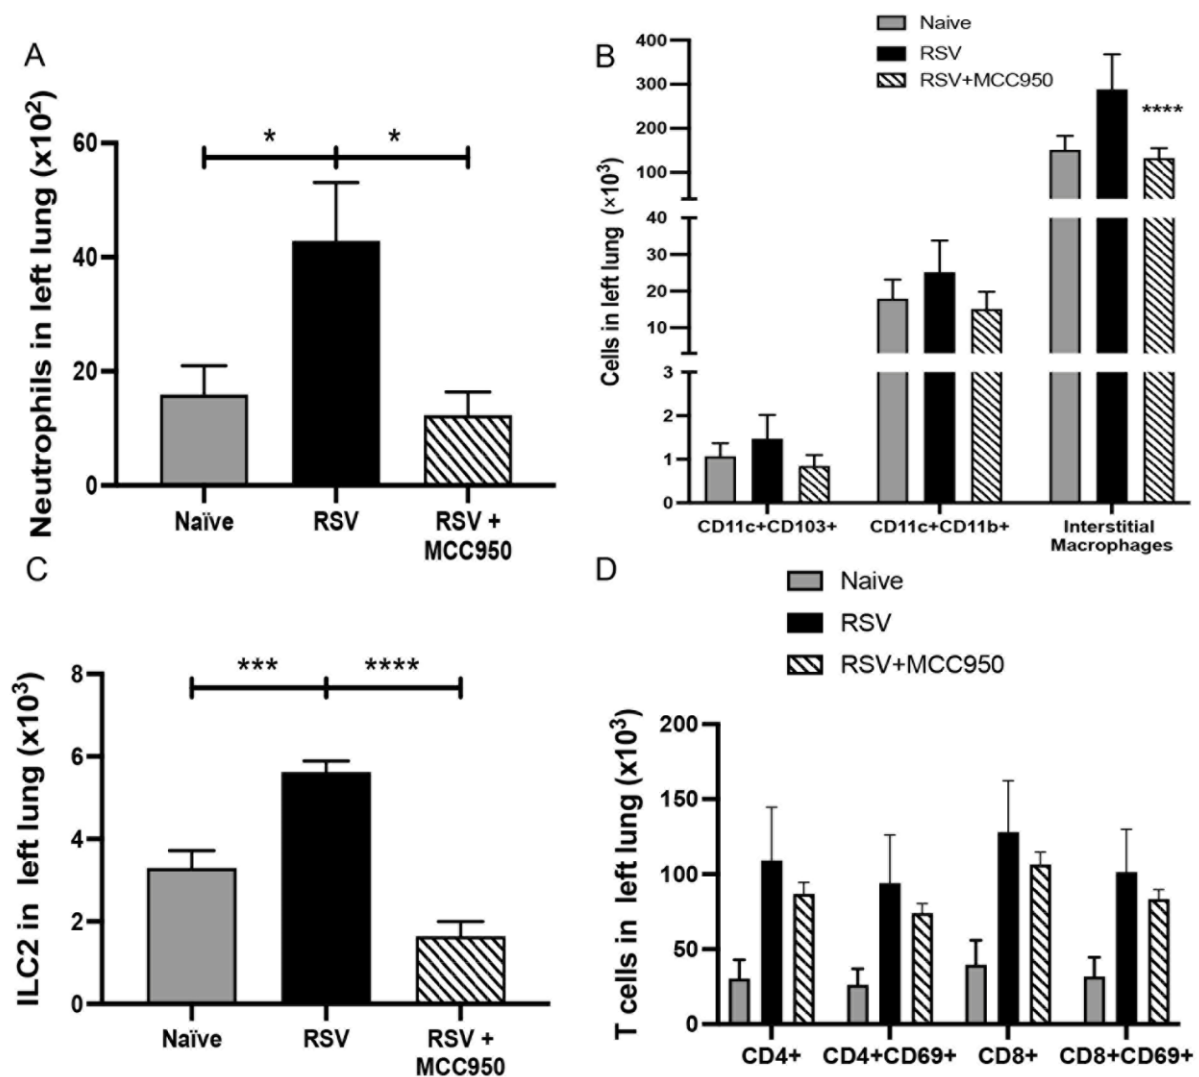 A
Neutrophils in left lung (x10²)
60
40
20
0
*
*
Naïve
RSV
RSV +
MCC950
B
Naive
RSV
RSV+MCC950
Cells in left lung (×10³)
400
300
200
100
40
30
20
10
3
2
1
0
****
CD11c+CD103+
CD11c+CD11b+
Interstitial
Macrophages
C
ILC2 in left lung (x10³)
8
6
4
2
0
***
****
Naïve
RSV
RSV +
MCC950
D
Naive
RSV
RSV+MCC950
T cells in left lung (x10³)
200
150
100
50
0
CD4+
CD4+CD69+
CD8+
CD8+CD69+